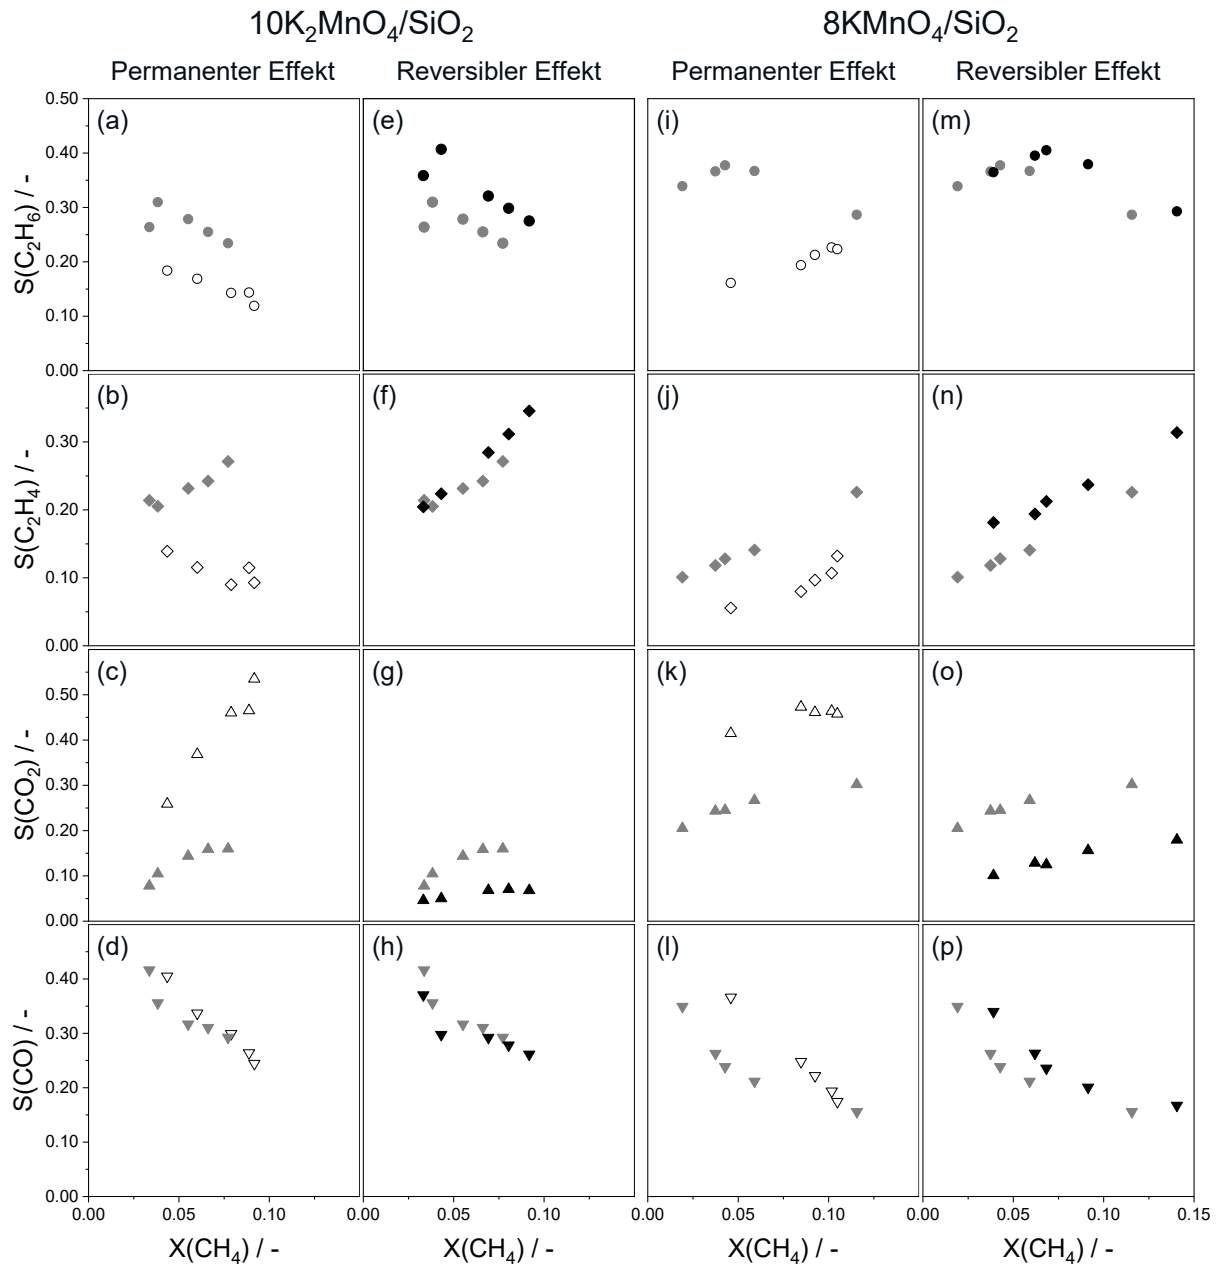 10K₂MnO₄/SiO₂ 8KMnO₄/SiO₂
Permanenter Effekt Reversibler Effekt Permanenter Effekt Reversibler Effekt
(a) (e) (i) (m)
0.50
0.40
0.30
0.20
0.10
0.00
S(C₂H₆) / -
(b) (f) (j) (n)
0.30
0.20
0.10
0.00
S(C₂H₄) / -
(c) (g) (k) (o)
0.50
0.40
0.30
0.20
0.10
0.00
S(CO₂) / -
(d) (h) (l) (p)
0.40
0.30
0.20
0.10
0.00
S(CO) / -
0.00 0.05 0.10 0.00 0.05 0.10 0.00 0.05 0.10 0.00 0.05 0.10 0.15
X(CH₄) / - X(CH₄) / - X(CH₄) / - X(CH₄) / -